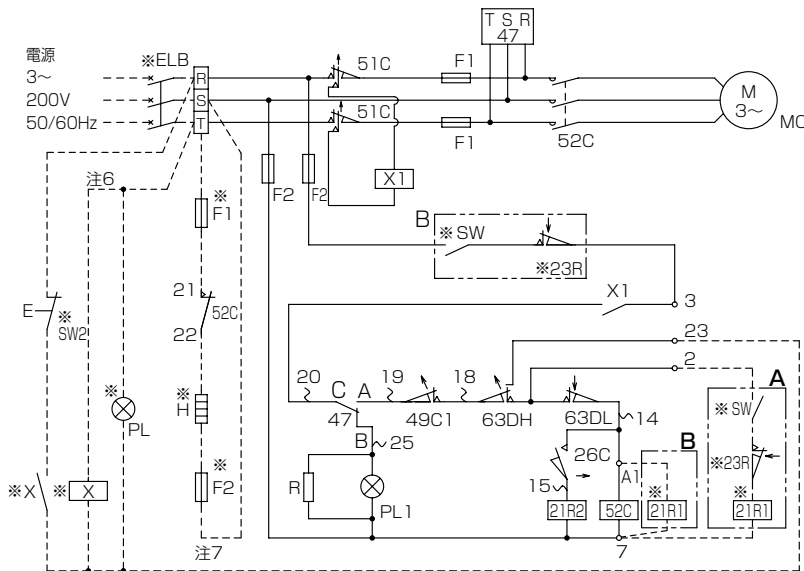 T S R
47
電源
3～
200V
50/60Hz
※ELB
R
S
T
51C
51C
F1
F1
52C
M
3～
MC
注6
F2
F2
X1
※
F1
B
※SW
※23R
21
22
52C
X1
3
23
2
E
※
SW2
20
C
A
19
18
47
49C1
63DH
63DL
14
A
※SW
※23R
※
21R1
※
H
※
PL
B
25
26C
15
A1
B
※
21R1
※X
※
X
※
F2
R
PL1
21R2
52C
7
注7